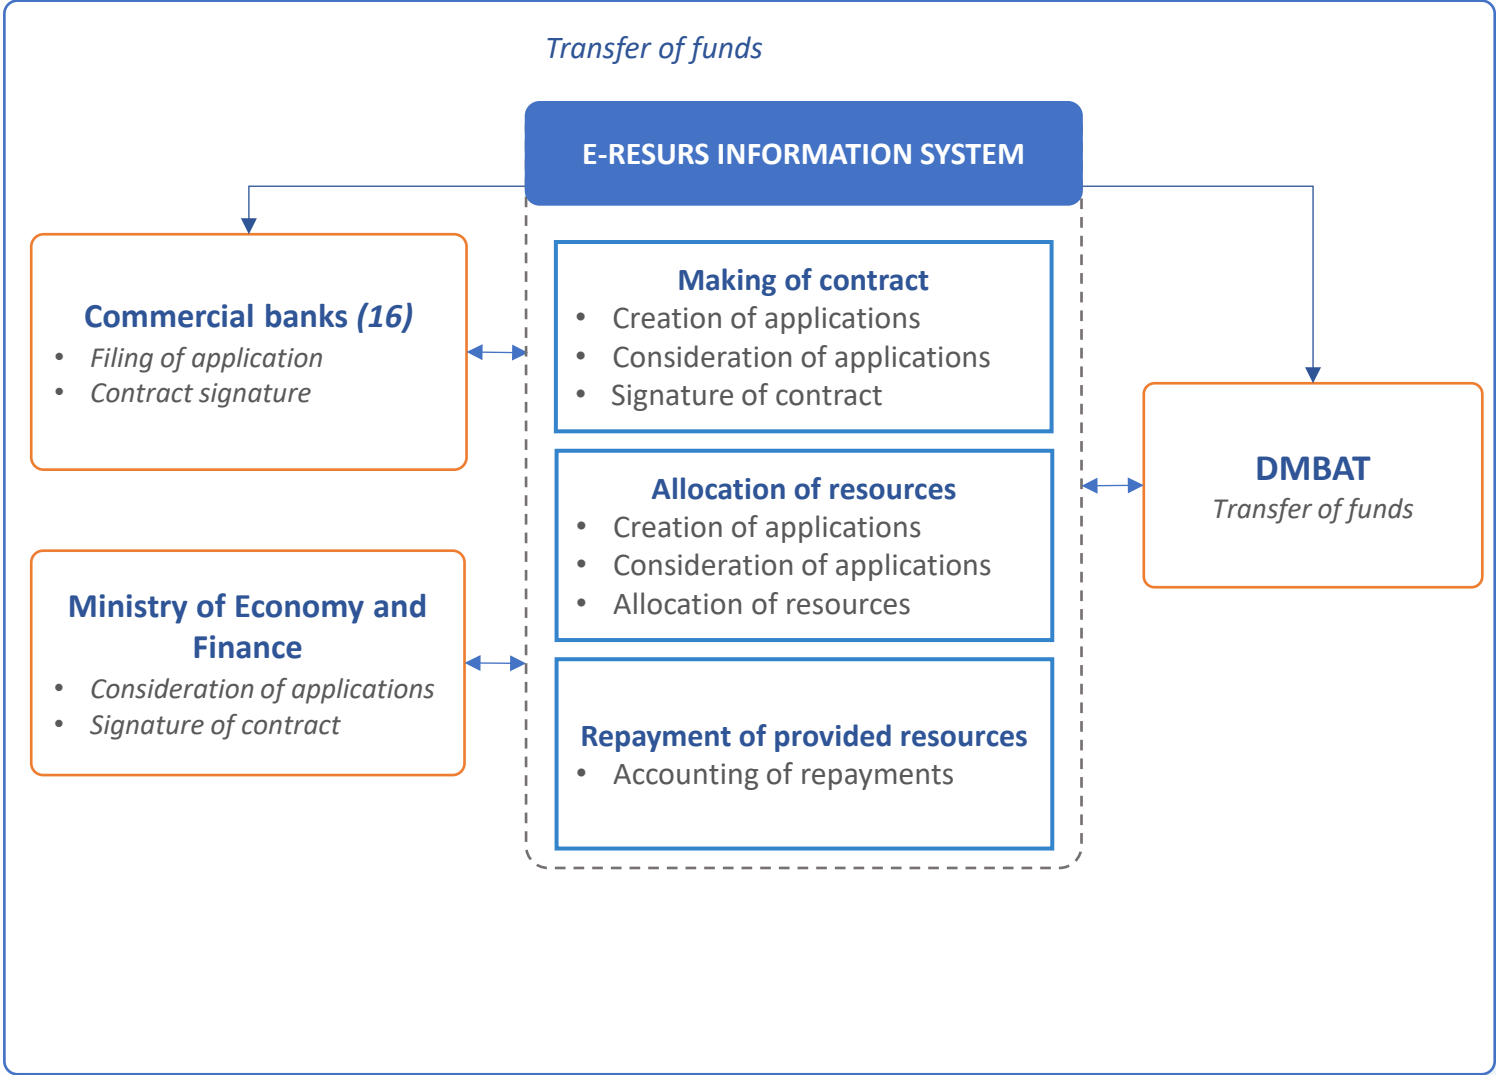 Transfer of funds
E-RESURS INFORMATION SYSTEM
Commercial banks (16)
• Filing of application
• Contract signature
Ministry of Economy and
Finance
• Consideration of applications
• Signature of contract
Making of contract
• Creation of applications
• Consideration of applications
• Signature of contract
Allocation of resources
• Creation of applications
• Consideration of applications
• Allocation of resources
Repayment of provided resources
• Accounting of repayments
DMBAT
Transfer of funds